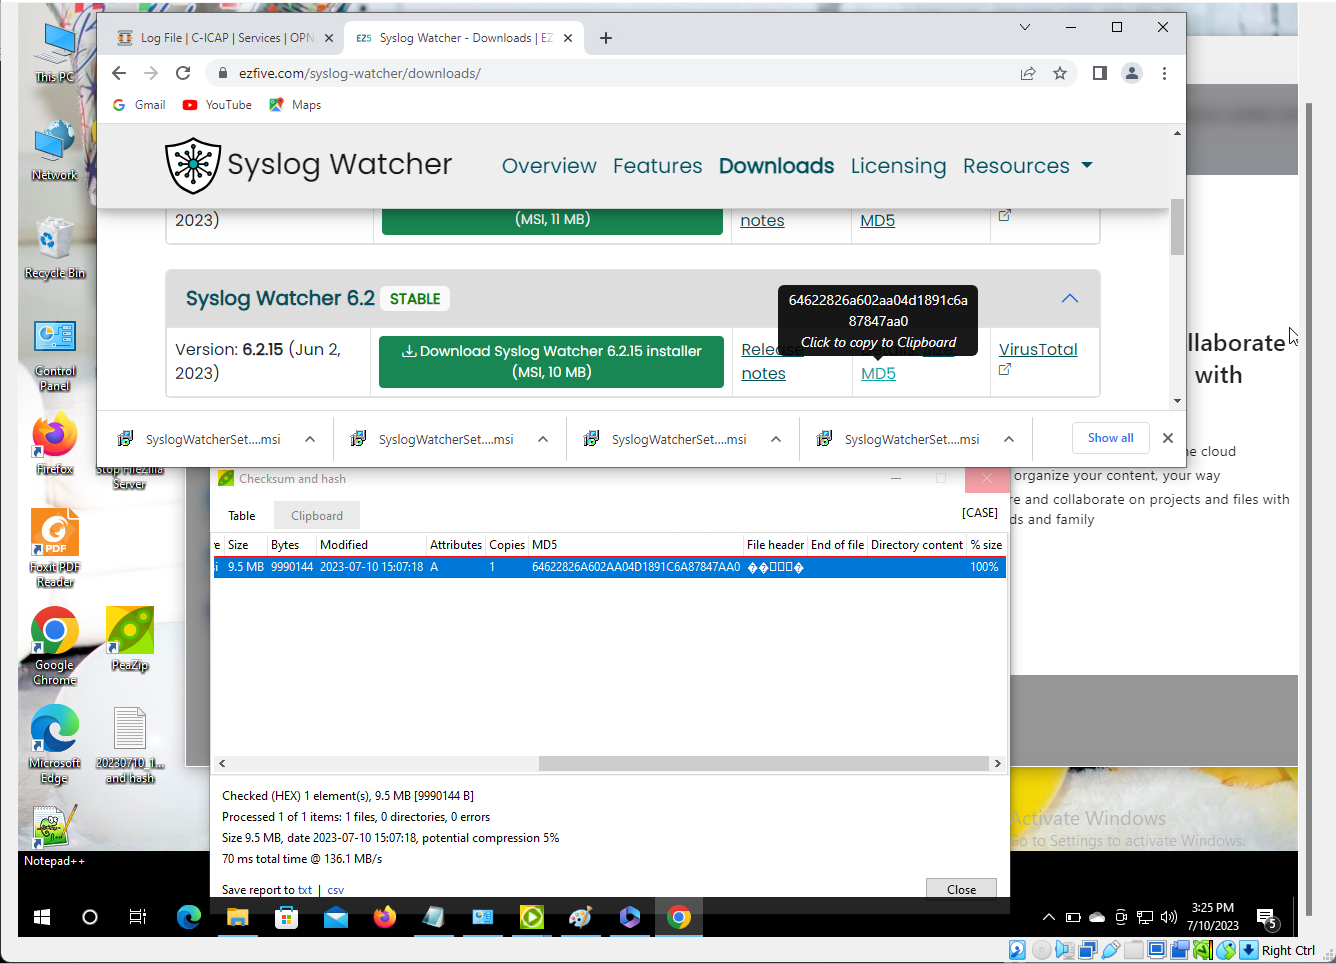 Log File | C-ICAP | Services | OPN
Syslog Watcher - Downloads | EZ
ezfive.com/syslog-watcher/downloads/
Gmail
YouTube
Maps
Syslog Watcher
Overview
Features
Downloads
Licensing
Resources
2023)
(MSI, 11 MB)
notes
MD5
Syslog Watcher 6.2 STABLE
64622826a602aa04d1891c6a
87847aa0
Click to copy to Clipboard
Version: 6.2.15 (Jun 2,
2023)
Download Syslog Watcher 6.2.15 installer
(MSI, 10 MB)
Release
notes
MD5
VirusTotal
SyslogWatcherSet....msi
SyslogWatcherSet....msi
SyslogWatcherSet....msi
SyslogWatcherSet....msi
Show all
This PC
Network
Recycle Bin
Control
Panel
Firefox
Stop FileZilla
Server
Foxit PDF
Reader
Google
Chrome
PeaZip
Microsoft
Edge
20230710_1...
and hash
Notepad++
llaborate
with
ne cloud
organize your content, your way
re and collaborate on projects and files with
ds and family
Checksum and hash
Table
Clipboard
[CASE]
e Size Bytes Modified Attributes Copies MD5 File header End of file Directory content % size
si 9.5 MB 9990144 2023-07-10 15:07:18 A 1 64622826A602AA04D1891C6A87847AA0 100%
Checked (HEX) 1 element(s), 9.5 MB [9990144 B]
Processed 1 of 1 items: 1 files, 0 directories, 0 errors
Size 9.5 MB, date 2023-07-10 15:07:18, potential compression 5%
70 ms total time @ 136.1 MB/s
Save report to txt | csv
Close
Activate Windows
Go to Settings to activate Windows.
3:25 PM
7/10/2023
5
Right Ctrl